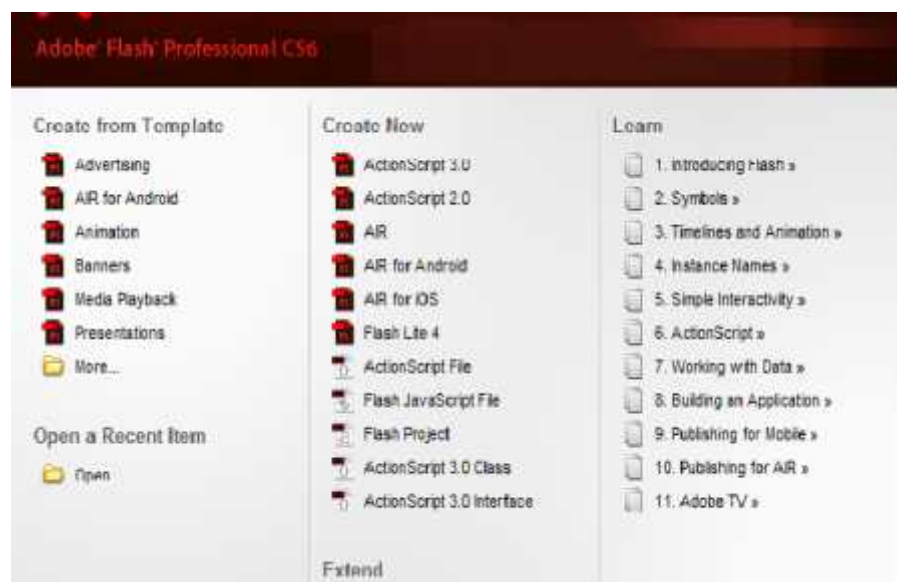 Adobe® Flash® Professional CS6
Create from Template
Advertising
AIR for Android
Animation
Banners
Media Playback
Presentations
More...
Open a Recent Item
Open
Create New
ActionScript 3.0
ActionScript 2.0
AIR
AIR for Android
AIR for iOS
Flash Lite 4
ActionScript File
Flash JavaScript File
Flash Project
ActionScript 3.0 Class
ActionScript 3.0 Interface
Extend
Learn
1. Introducing Flash »
2. Symbols »
3. Timelines and Animation »
4. Instance Names »
5. Simple Interactivity »
6. ActionScript »
7. Working with Data »
8. Building an Application »
9. Publishing for Mobile »
10. Publishing for AIR »
11. Adobe TV »